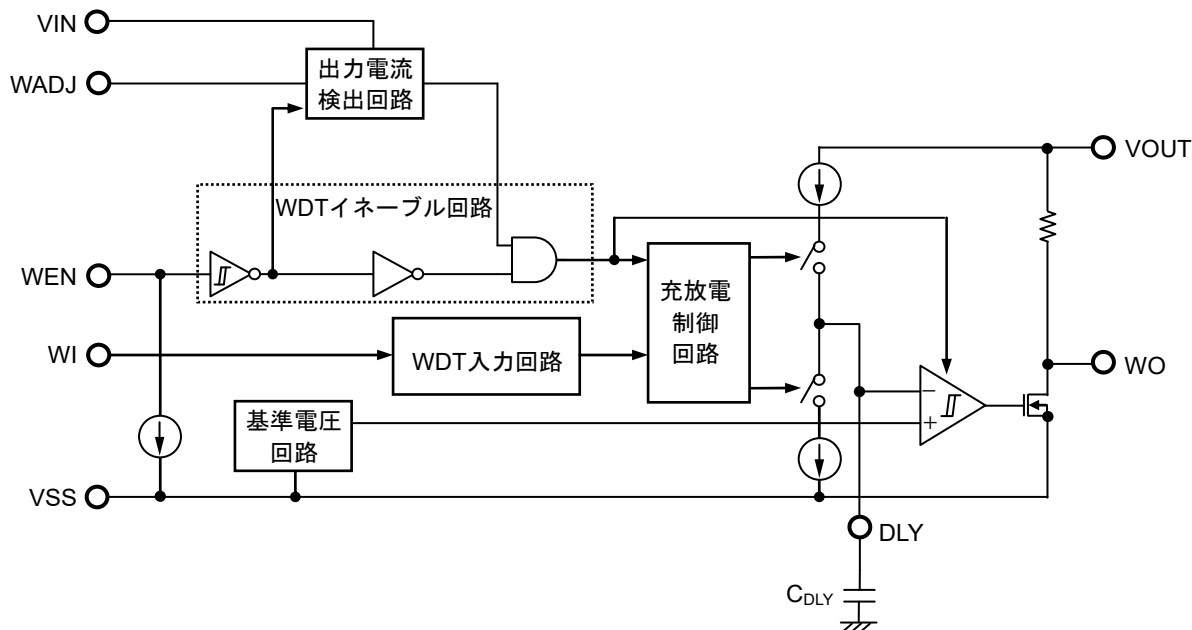 VIN
WADJ
出力電流
検出回路
VOUT
WDTイネーブル回路
WEN
充放電
制御
回路
WI
WDT入力回路
WO
−
+
基準電圧
回路
VSS
DLY
CDLY